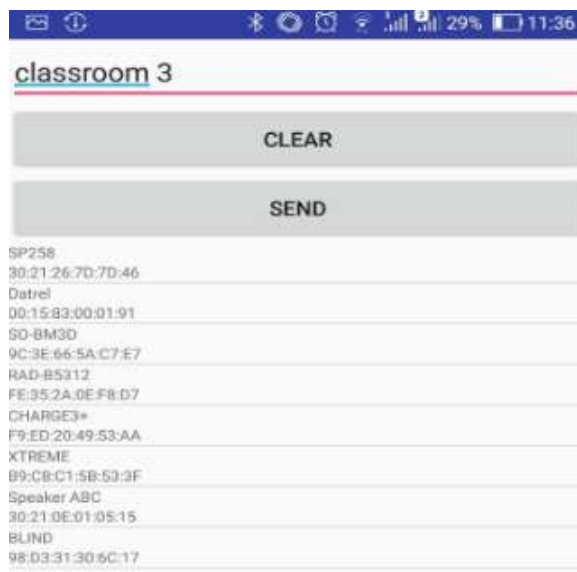 2
29% 11:36
classroom 3
CLEAR
SEND
SP258
30:21:26:7D:7D:46
Datrel
00:15:83:00:01:91
SO-BM3D
9C:3E:66:5A:C7:E7
RAD-B5312
FE:35:2A:0E:F8:D7
CHARGE3+
F9:ED:20:49:53:AA
XTREME
B9:C8:C1:5B:53:3F
Speaker ABC
30:21:0E:01:05:15
BLIND
98:D3:31:30:6C:17